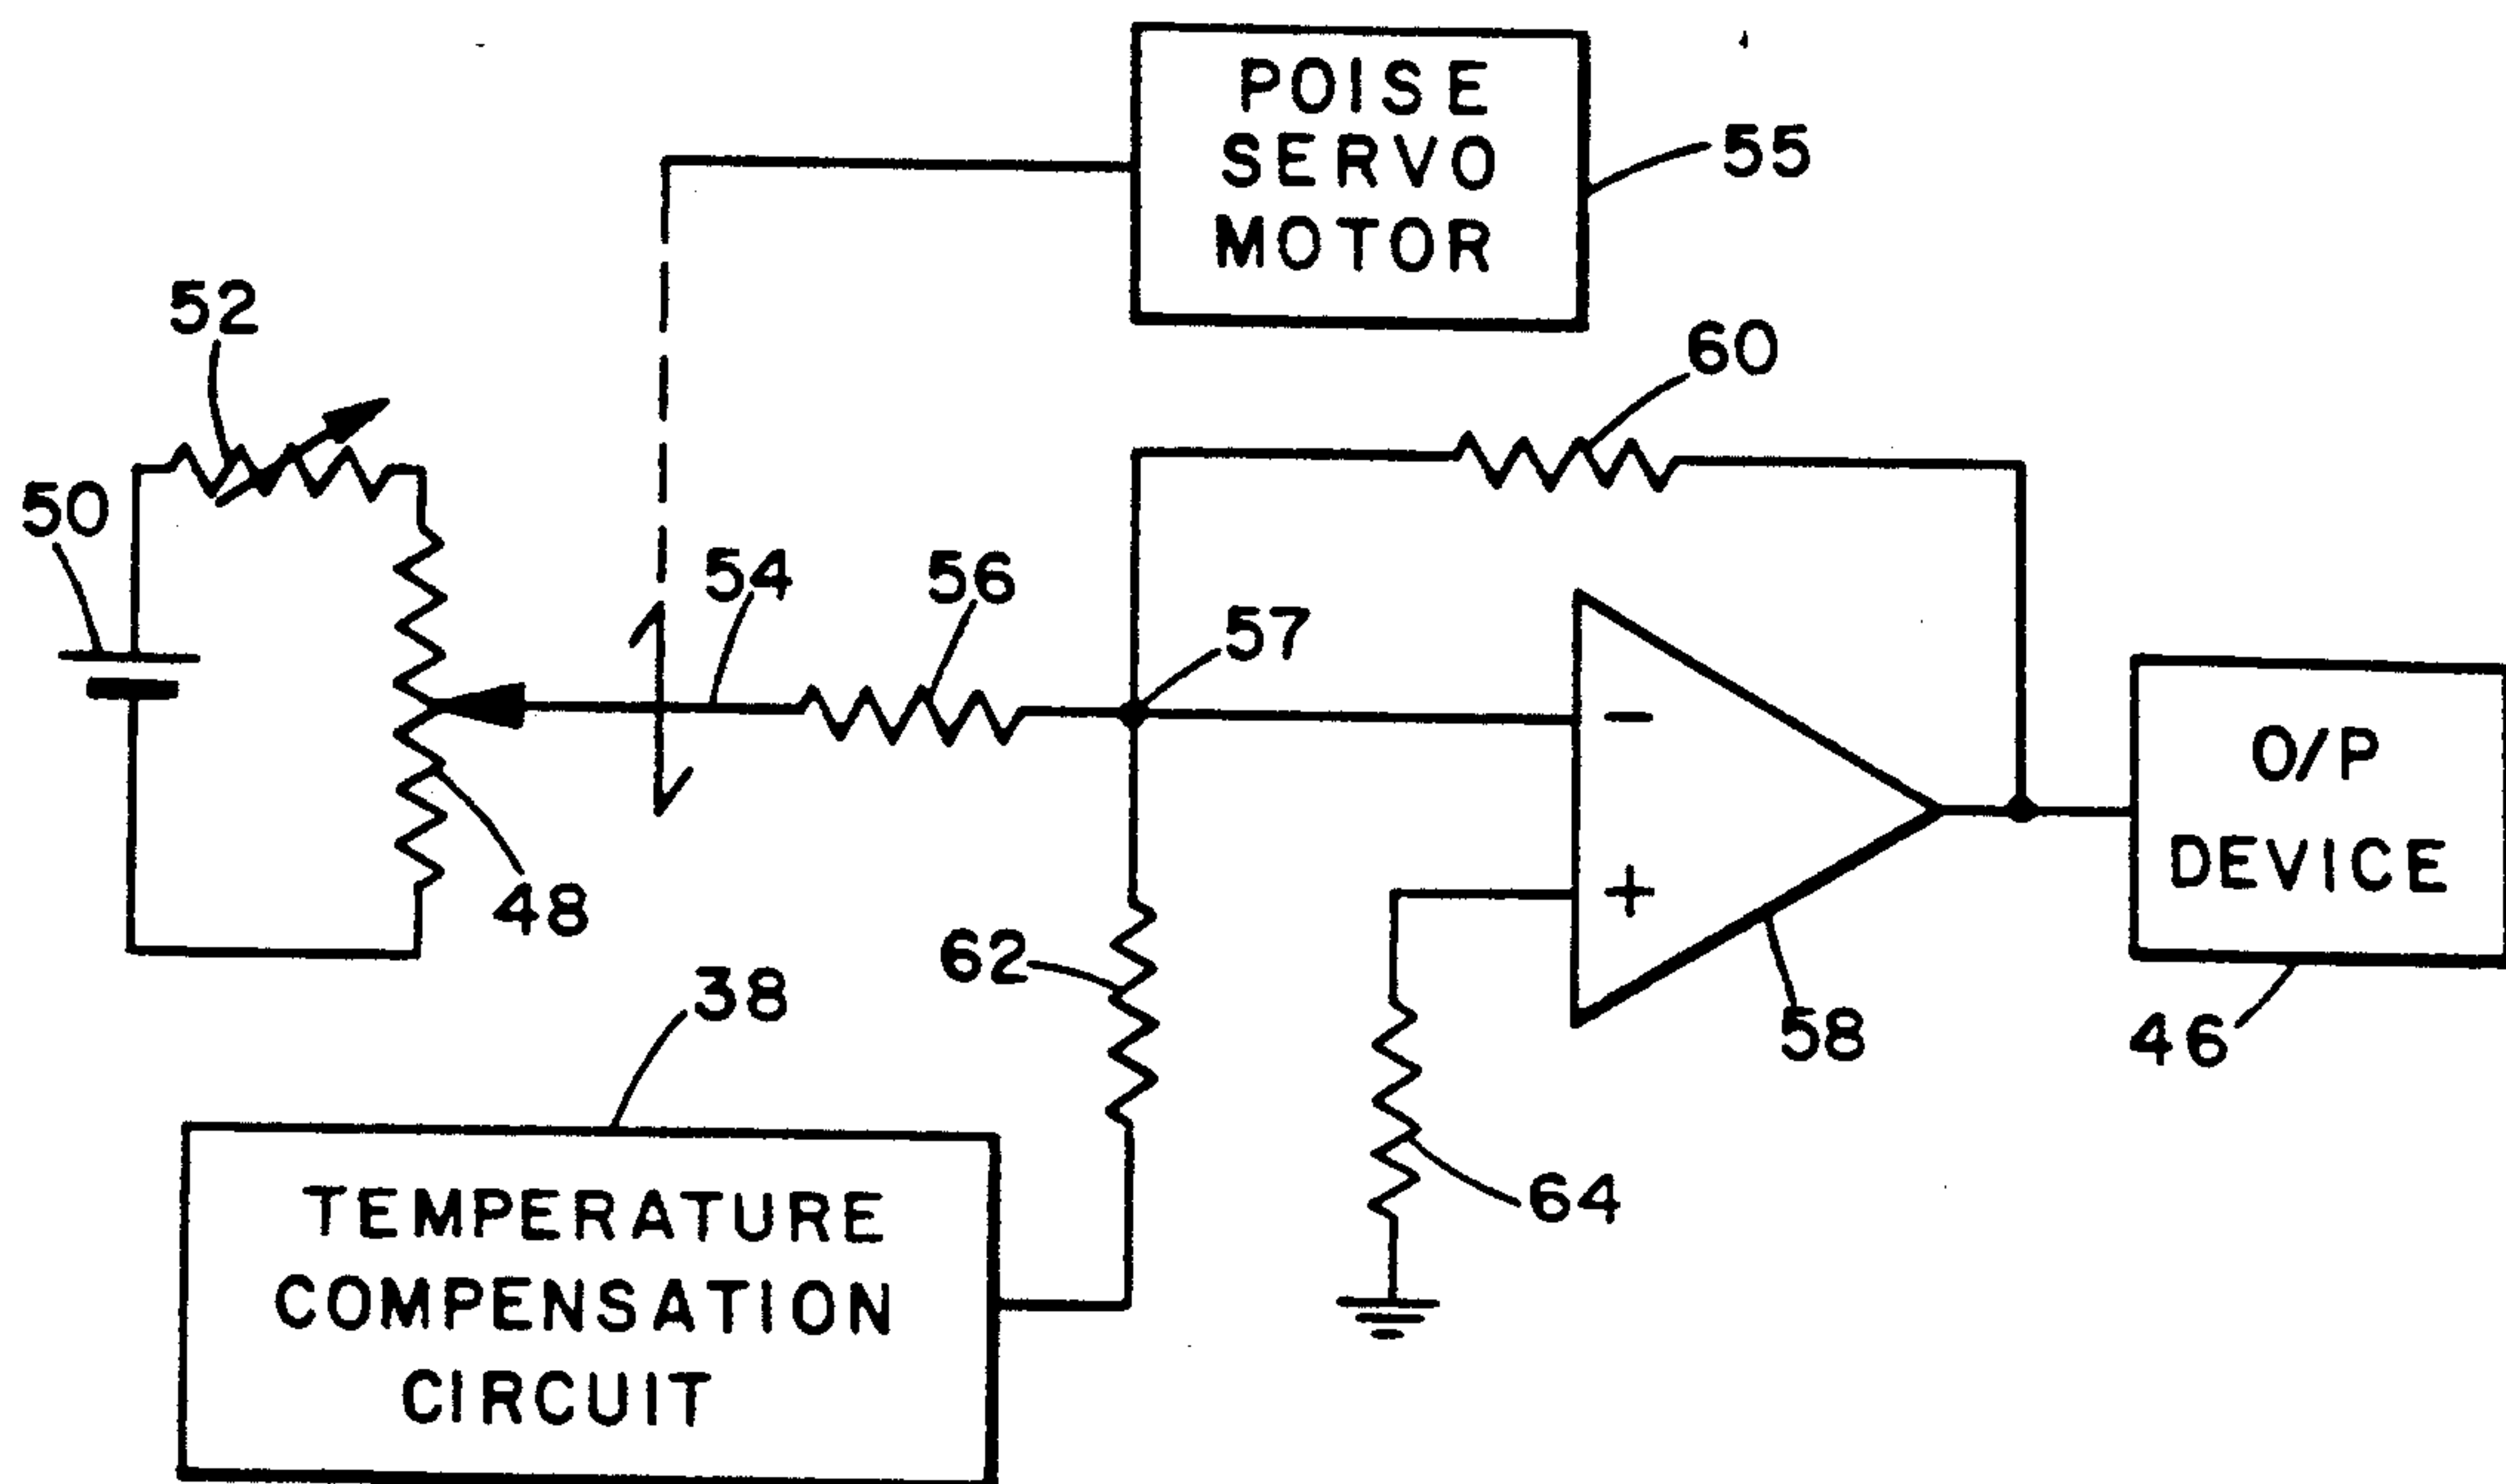 POISE
SERVO
MOTOR
55
52
60
50
54
56
57
O/P
DEVICE
48
62
38
58
46
TEMPERATURE
COMPENSATION
CIRCUIT
64
−
+